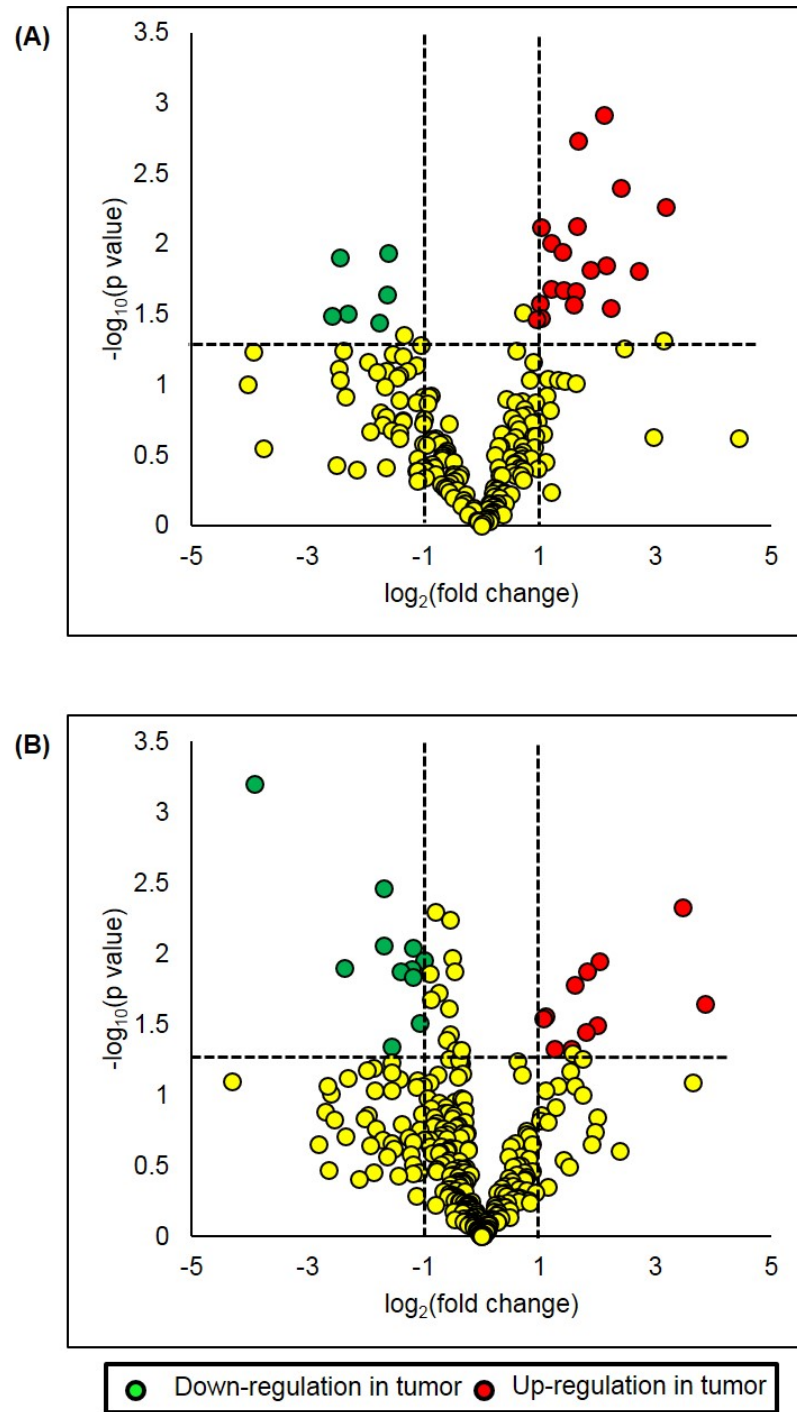 (A)
3.5
3
2.5
2
1.5
1
0.5
0
-log10(p value)
-5 -3 -1 1 3 5
log2(fold change)
(B)
3.5
3
2.5
2
1.5
1
0.5
0
-log10(p value)
-5 -3 -1 1 3 5
log2(fold change)
Down-regulation in tumor Up-regulation in tumor